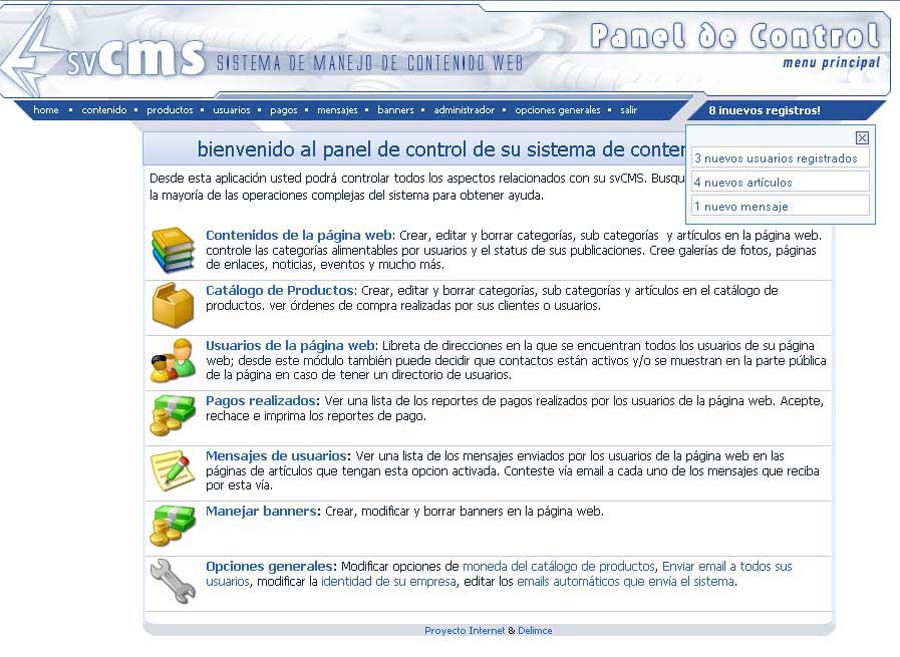 svcms SISTEMA DE MANEJO DE CONTENIDO WEB
Panel de Control
menu principal
home ▪ contenido ▪ productos ▪ usuarios ▪ pagos ▪ mensajes ▪ banners ▪ administrador ▪ opciones generales ▪ salir
8 inuevos registros!
3 nuevos usuarios registrados
4 nuevos artículos
1 nuevo mensaje
bienvenido al panel de control de su sistema de conten
Desde esta aplicación usted podrá controlar todos los aspectos relacionados con su svCMS. Busqu
la mayoría de las operaciones complejas del sistema para obtener ayuda.
Contenidos de la página web: Crear, editar y borrar categorías, sub categorías y artículos en la página web.
controle las categorías alimentables por usuarios y el status de sus publicaciones. Cree galerías de fotos, páginas
de enlaces, noticias, eventos y mucho más.
Catálogo de Productos: Crear, editar y borrar categorías, sub categorías y artículos en el catálogo de
productos. ver órdenes de compra realizadas por sus clientes o usuarios.
Usuarios de la página web: Libreta de direcciones en la que se encuentran todos los usuarios de su página
web; desde este módulo también puede decidir que contactos están activos y/o se muestran en la parte pública
de la página en caso de tener un directorio de usuarios.
Pagos realizados: Ver una lista de los reportes de pagos realizados por los usuarios de la página web. Acepte,
rechace e imprima los reportes de pago.
Mensajes de usuarios: Ver una lista de los mensajes enviados por los usuarios de la página web en las
páginas de artículos que tengan esta opcion activada. Conteste vía email a cada uno de los mensajes que reciba
por esta vía.
Manejar banners: Crear, modificar y borrar banners en la página web.
Opciones generales: Modificar opciones de moneda del catálogo de productos, Enviar email a todos sus
usuarios, modificar la identidad de su empresa, editar los emails automáticos que envía el sistema.
Proyecto Internet & Delimce